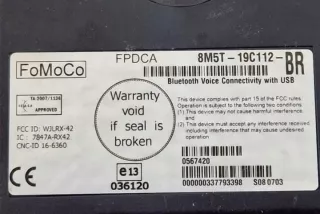 FPDCA
8M5T-19C112-BR
FoMoCo
Bluetooth Voice Connectivity with USB
TA 2007/1126
APPROVED
Warranty
void
if seal is
broken
This device complies with part 15 of the FCC rules
Operation is subject to the following two conditions
(1) This device may not cause harmful interference,
and
(2) This device must accept any interference received
including interference that may cause undesired
operation.
FCC ID: WJLRX-42
IC : 7847A-RX42
CNC-ID 16-6360
0567420
e13
036120
CE
000000337793398
S08 0703